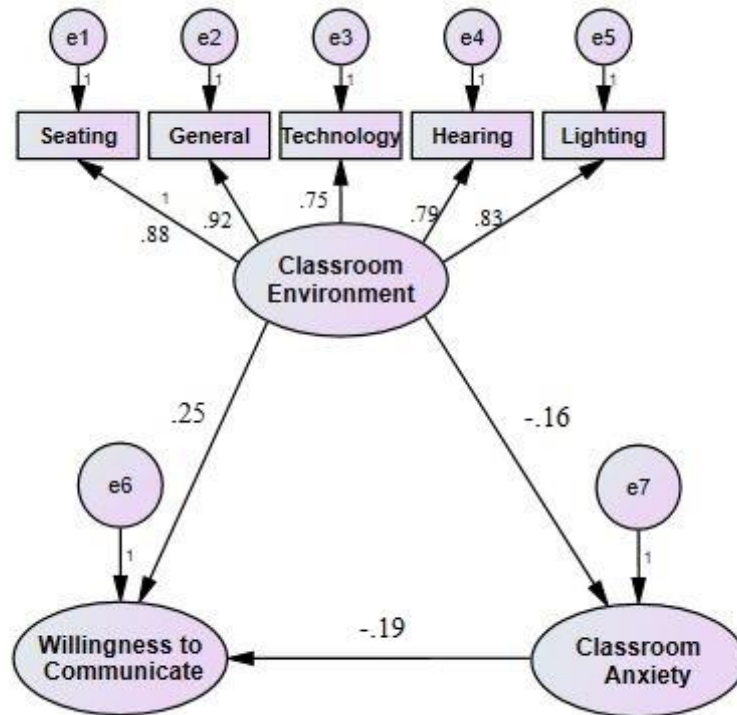 e1 e2 e3 e4 e5
1 1 1 1 1
Seating General Technology Hearing Lighting
1
.88 .92 .75 .79 .83
Classroom
Environment
.25 -.16
e6 e7
1 1
-.19
Willingness to
Communicate
Classroom
Anxiety